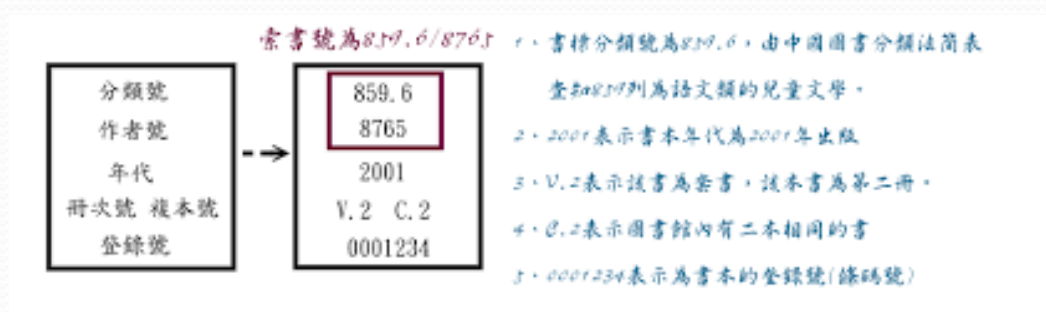 索書號為859.6/8765
分類號
作者號
年代
冊次號 複本號
登錄號
859.6
8765
2001
V.2 C.2
0001234
1、書標分類號為859.6，由中國圖書分類法簡表
查知859列為語文類的兒童文學。
2、2001表示書本年代為2001年出版
3、V.2表示該書為套書，該本書為第二冊。
4、C.2表示圖書館內有二本相同的書
5、0001234表示為書本的登錄號(條碼號)